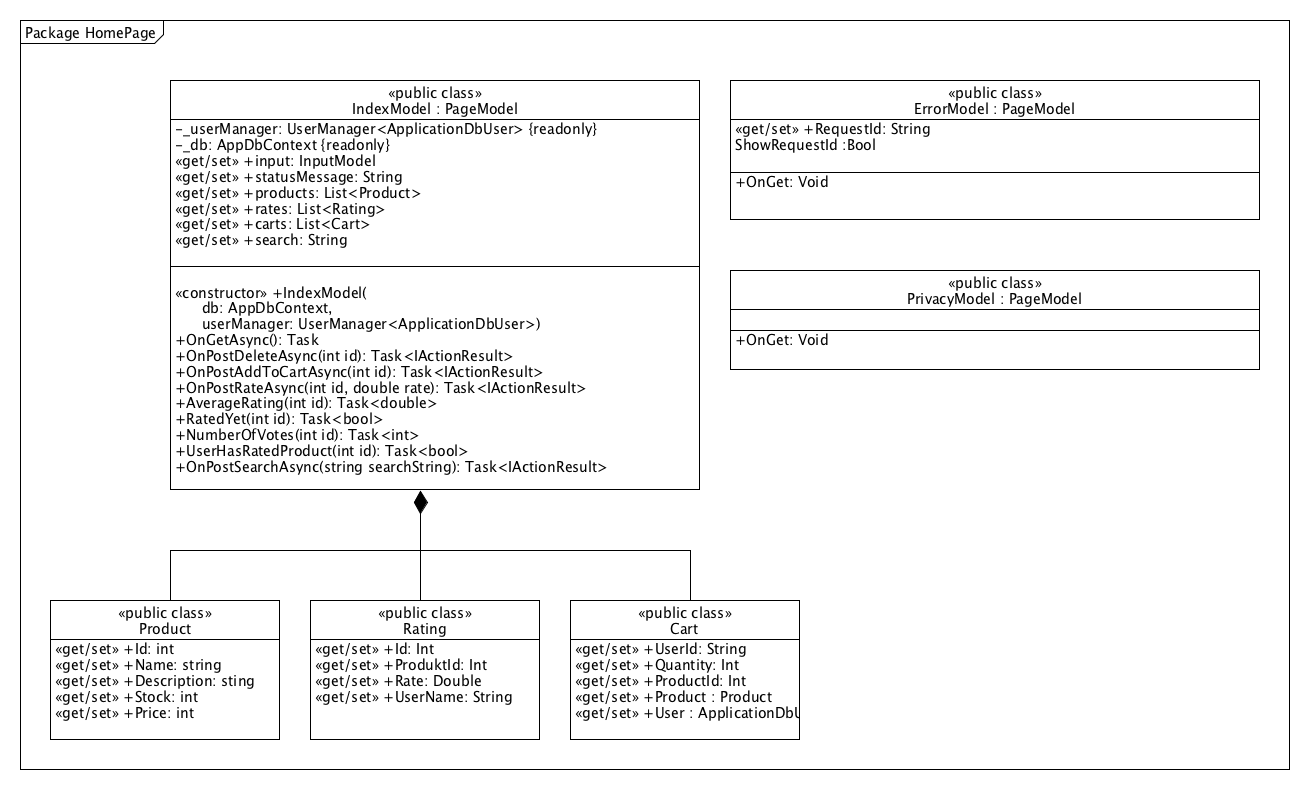 Package HomePage
«public class»
IndexModel : PageModel
-_userManager: UserManager<ApplicationDbUser> {readonly}
-_db: AppDbContext {readonly}
«get/set» +input: InputModel
«get/set» +statusMessage: String
«get/set» +products: List<Product>
«get/set» +rates: List<Rating>
«get/set» +carts: List<Cart>
«get/set» +search: String
«constructor» +IndexModel(
db: AppDbContext,
userManager: UserManager<ApplicationDbUser>)
+OnGetAsync(): Task
+OnPostDeleteAsync(int id): Task<IActionResult>
+OnPostAddToCartAsync(int id): Task<IActionResult>
+OnPostRateAsync(int id, double rate): Task<IActionResult>
+AverageRating(int id): Task<double>
+RatedYet(int id): Task<bool>
+NumberOfVotes(int id): Task<int>
+UserHasRatedProduct(int id): Task<bool>
+OnPostSearchAsync(string searchString): Task<IActionResult>
«public class»
ErrorModel : PageModel
«get/set» +RequestId: String
ShowRequestId :Bool
+OnGet: Void
«public class»
PrivacyModel : PageModel
+OnGet: Void
«public class»
Product
«get/set» +Id: int
«get/set» +Name: string
«get/set» +Description: sting
«get/set» +Stock: int
«get/set» +Price: int
«public class»
Rating
«get/set» +Id: Int
«get/set» +ProduktId: Int
«get/set» +Rate: Double
«get/set» +UserName: String
«public class»
Cart
«get/set» +UserId: String
«get/set» +Quantity: Int
«get/set» +ProductId: Int
«get/set» +Product : Product
«get/set» +User : ApplicationDbU